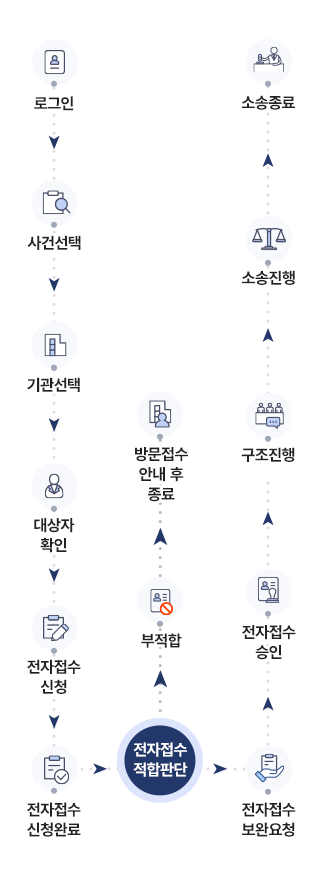 로그인
사건선택
기관선택
대상자
확인
전자접수
신청
전자접수
신청완료
전자접수
적합판단
부적합
방문접수
안내 후
종료
전자접수
보완요청
전자접수
승인
구조진행
소송진행
소송종료